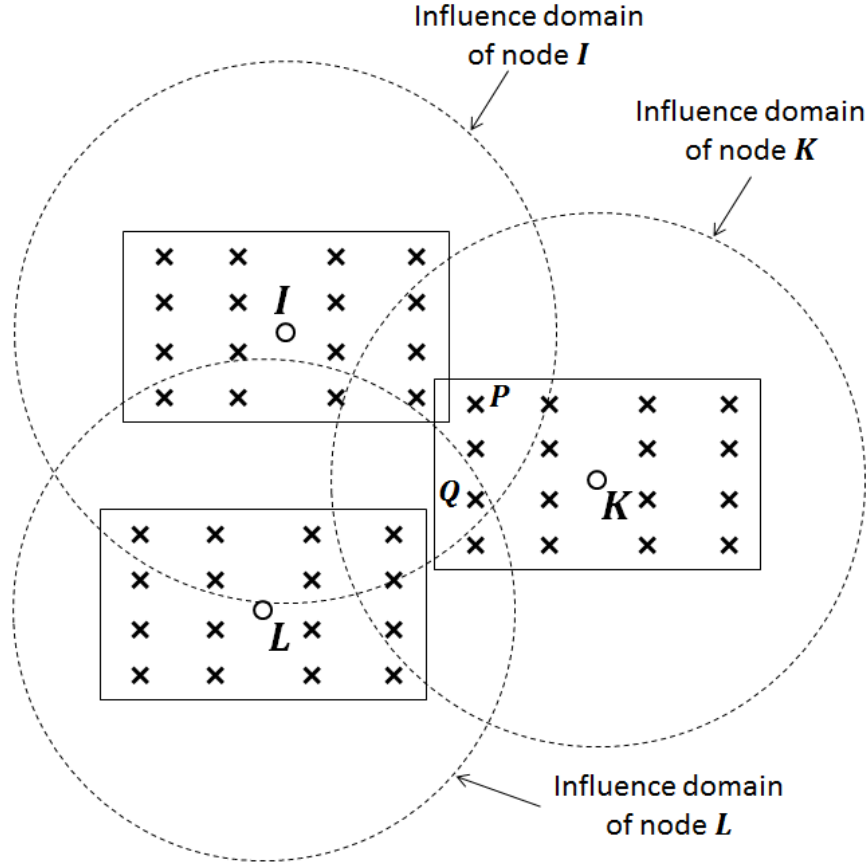 Influence domain
of node I
Influence domain
of node K
I
P
Q
K
L
Influence domain
of node L